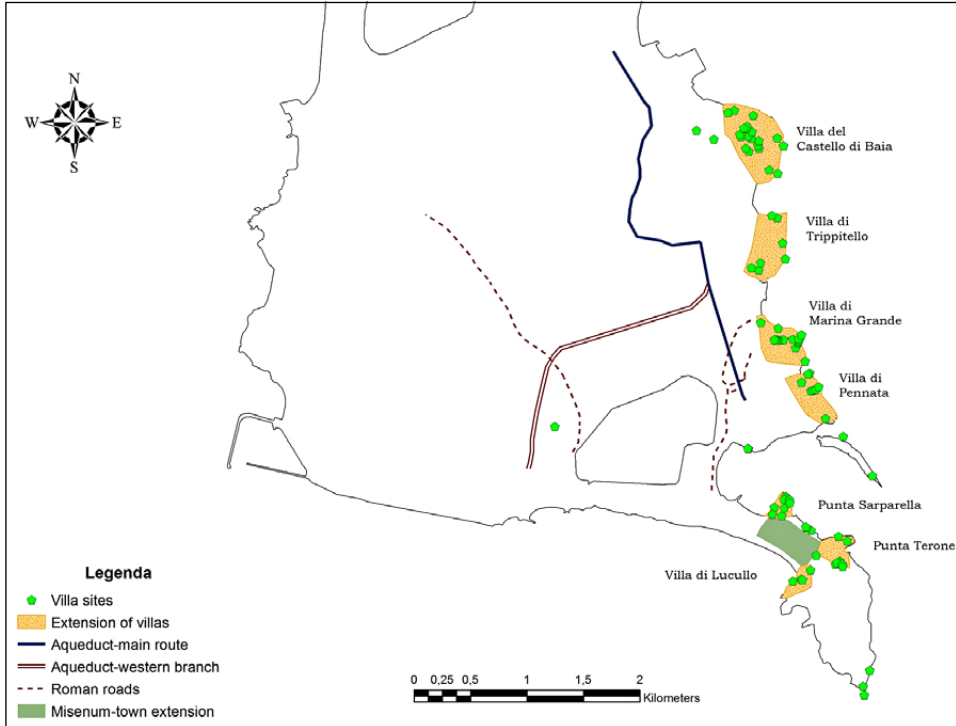 N
W
E
S
Villa del
Castello di Baia
Villa di
Trippitello
Villa di
Marina Grande
Villa di
Pennata
Punta Sarparella
Punta Terone
Villa di Lucullo
Legenda
Villa sites
Extension of villas
Aqueduct-main route
Aqueduct-western branch
Roman roads
Misenum-town extension
0 0,25 0,5 1 1,5 2
Kilometers